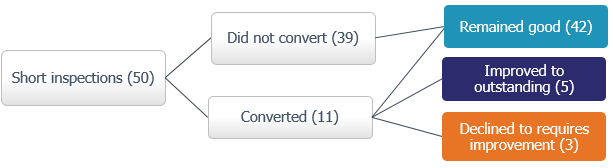 Short inspections (50)
Did not convert (39)
Converted (11)
Remained good (42)
Improved to
outstanding (5)
Declined to requires
improvement (3)